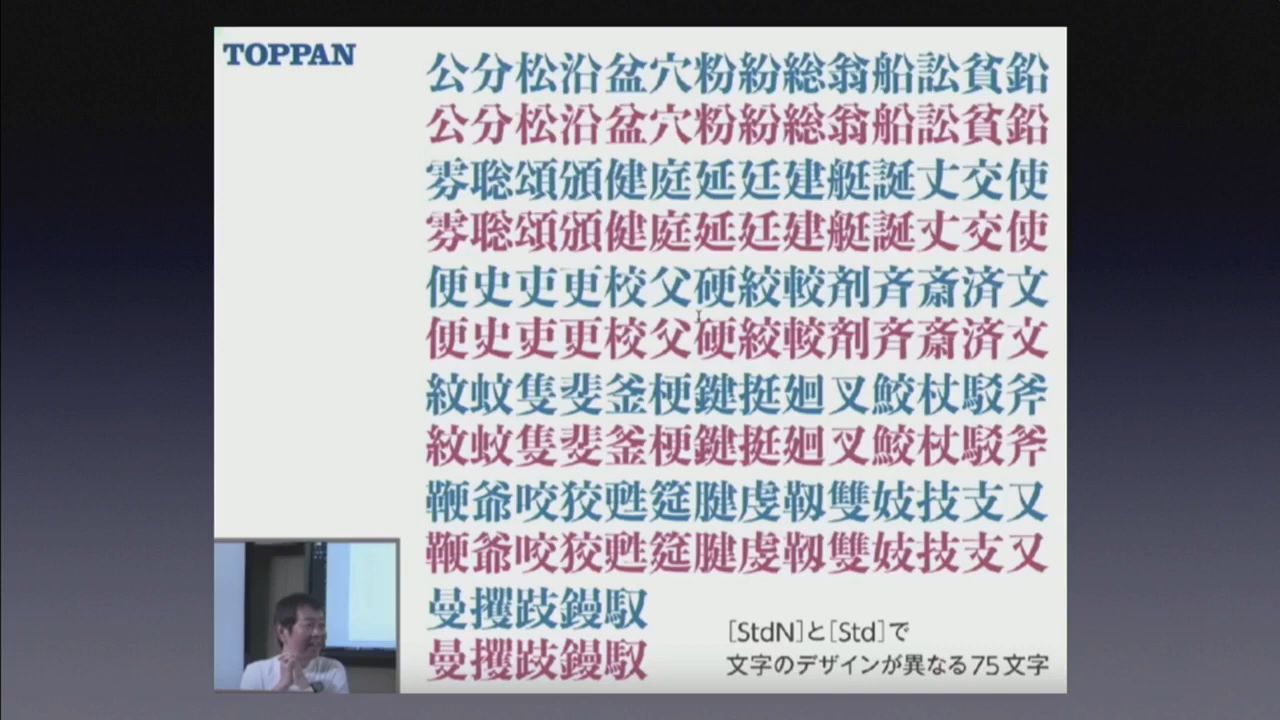 TOPPAN
公分松沿盆穴粉紛総翁船訟貧鉛
公分松沿盆穴粉紛総翁船訟貧鉛
雰聡頌頒健庭延廷建艇誕丈交使
雰聡頌頒健庭延廷建艇誕丈交使
便史吏更校父硬絞較剤斉斎済文
便史吏更校父硬絞較剤斉斎済文
紋蚊隻斐釜梗鍵挺廻叉鮫杖駁斧
紋蚊隻斐釜梗鍵挺廻叉鮫杖駁斧
鞭爺咬狡甦筵腱虔靱雙妓技支又
鞭爺咬狡甦筵腱虔靱雙妓技支又
曼攫跂鏝馭
曼攫跂鏝馭
[StdN]と[Std]で
文字のデザインが異なる75文字